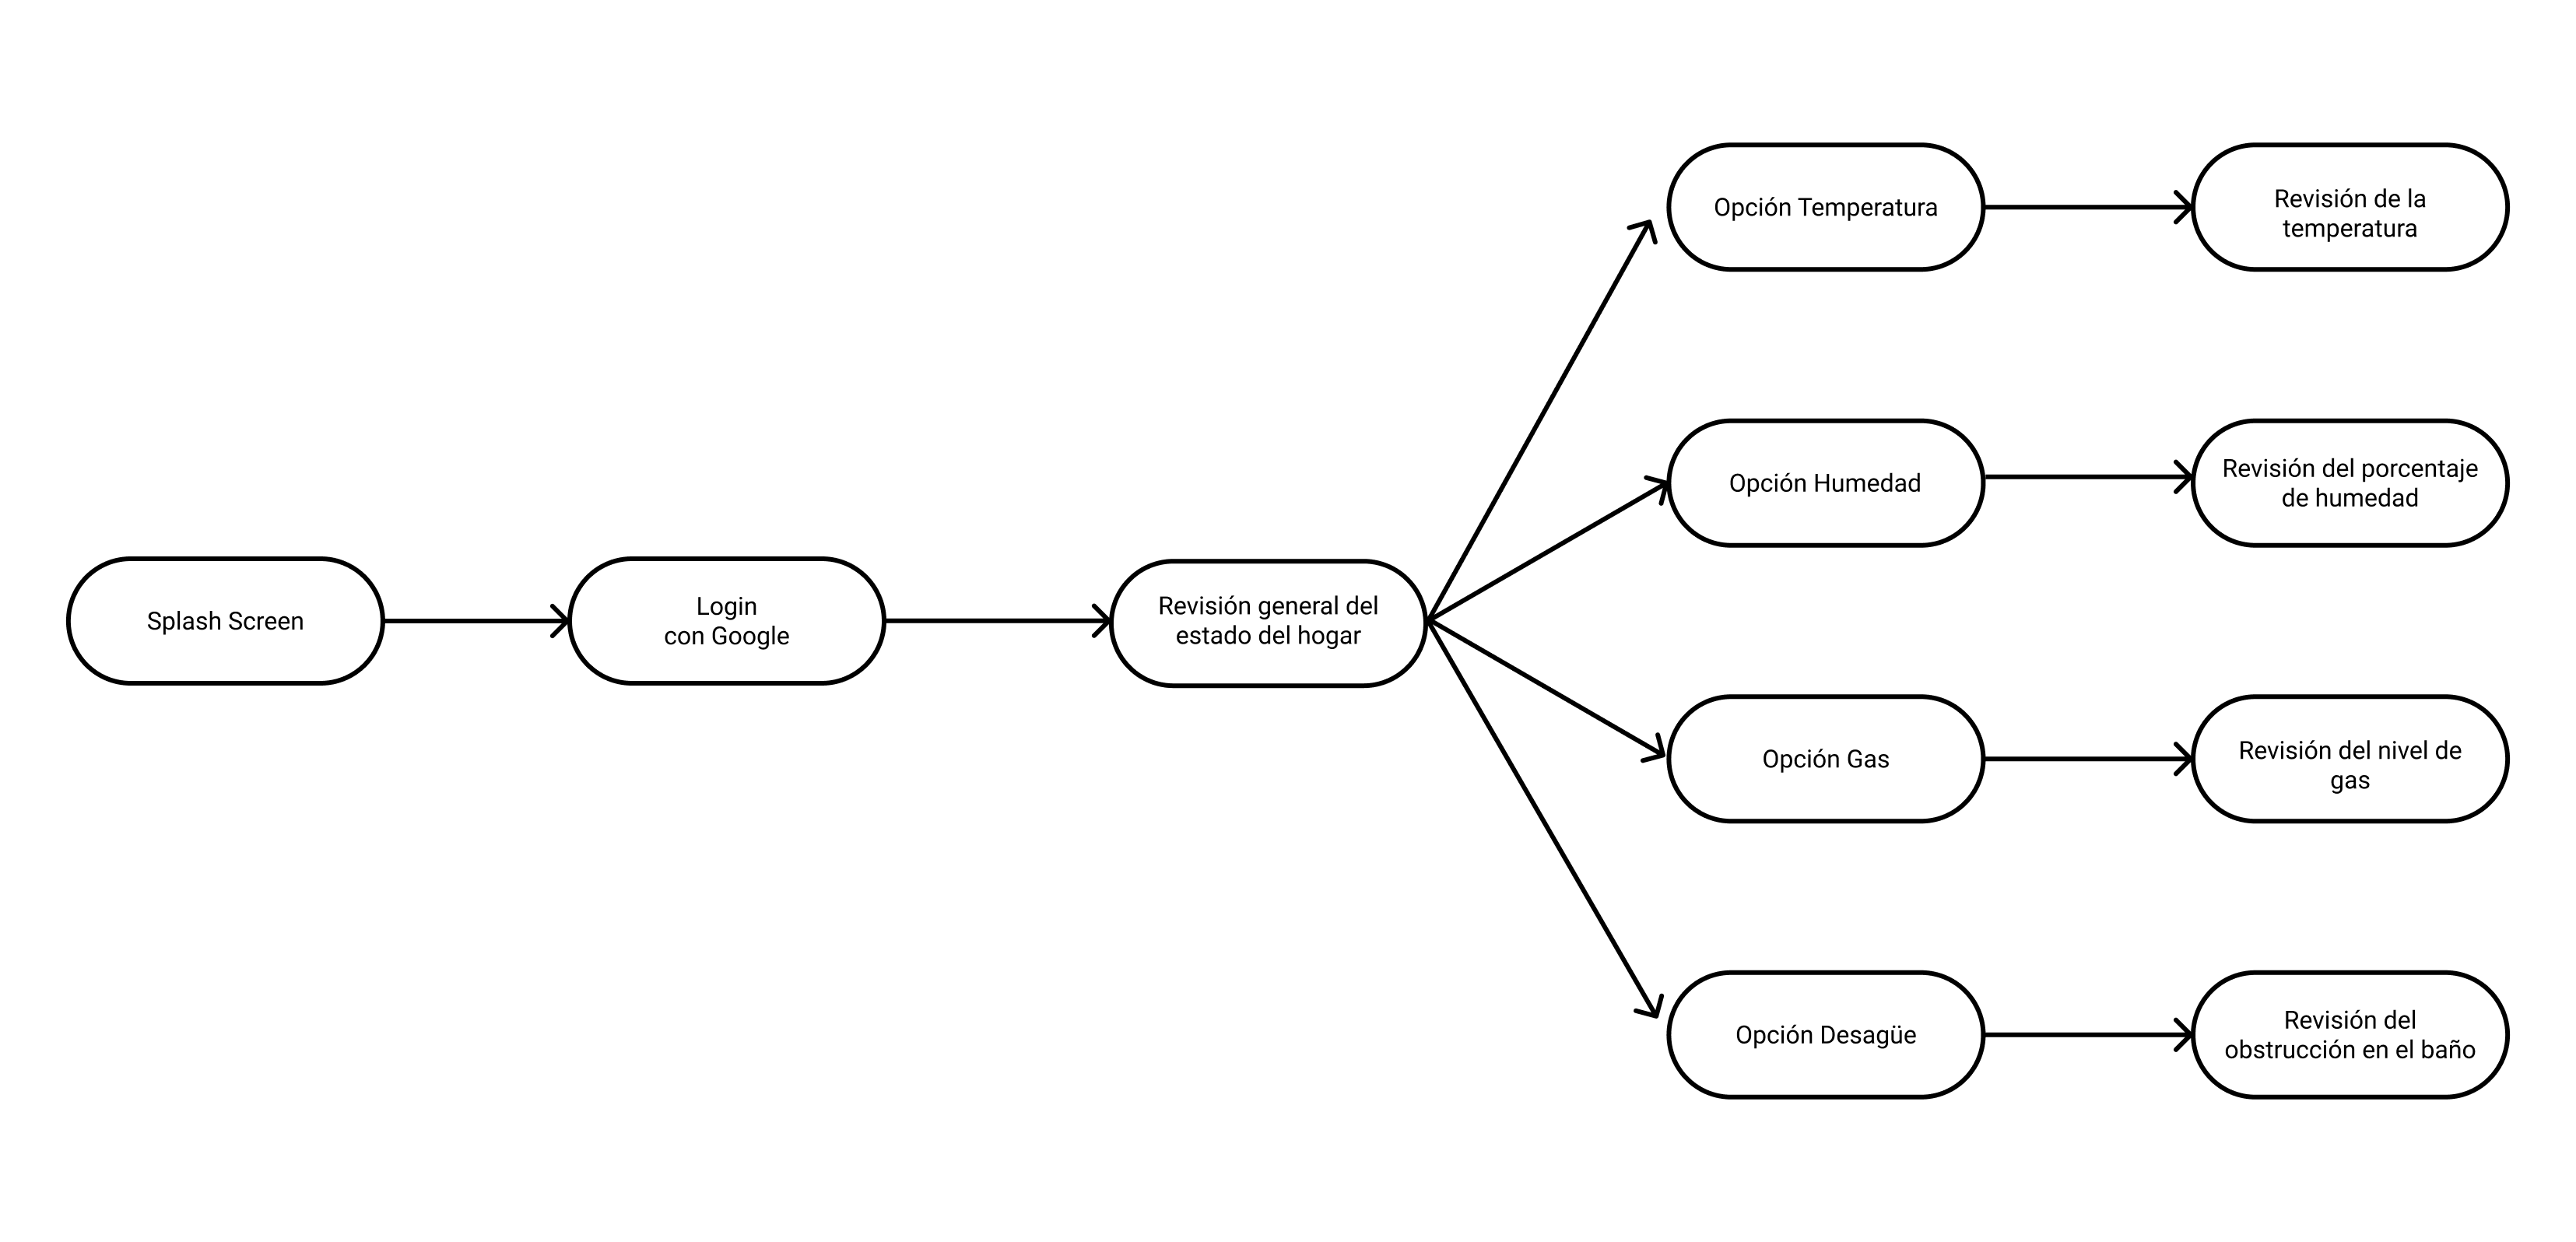 Splash Screen
Login
con Google
Revisión general del
estado del hogar
Opción Temperatura
Revisión de la
temperatura
Opción Humedad
Revisión del porcentaje
de humedad
Opción Gas
Revisión del nivel de
gas
Opción Desagüe
Revisión del
obstrucción en el baño